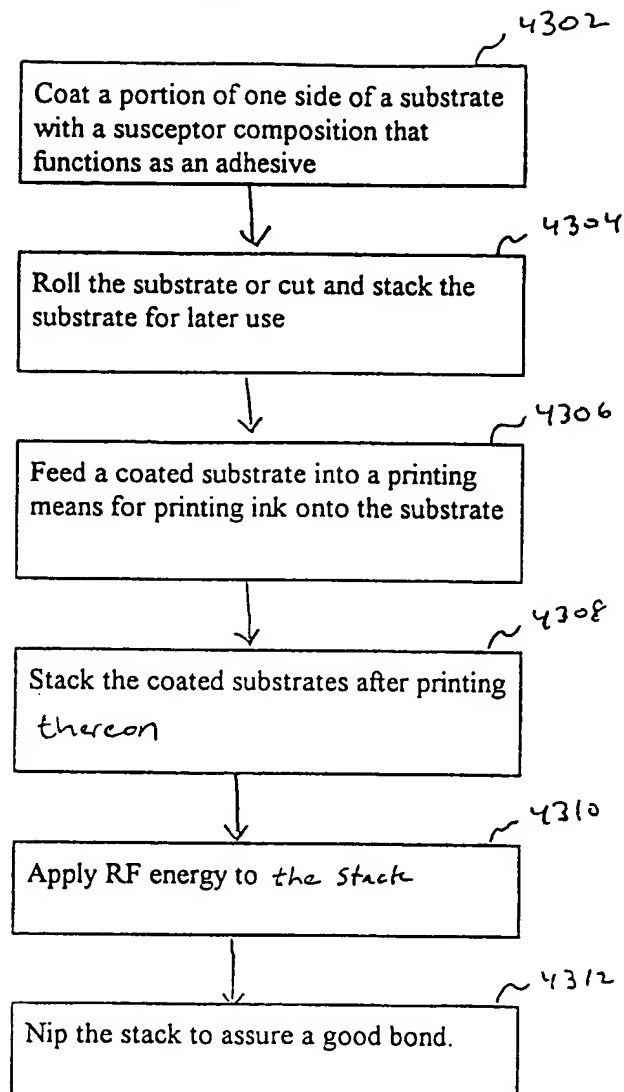 4302
Coat a portion of one side of a substrate
with a susceptor composition that
functions as an adhesive
4304
Roll the substrate or cut and stack the
substrate for later use
4306
Feed a coated substrate into a printing
means for printing ink onto the substrate
4308
Stack the coated substrates after printing
thereon
4310
Apply RF energy to the stack
4312
Nip the stack to assure a good bond.